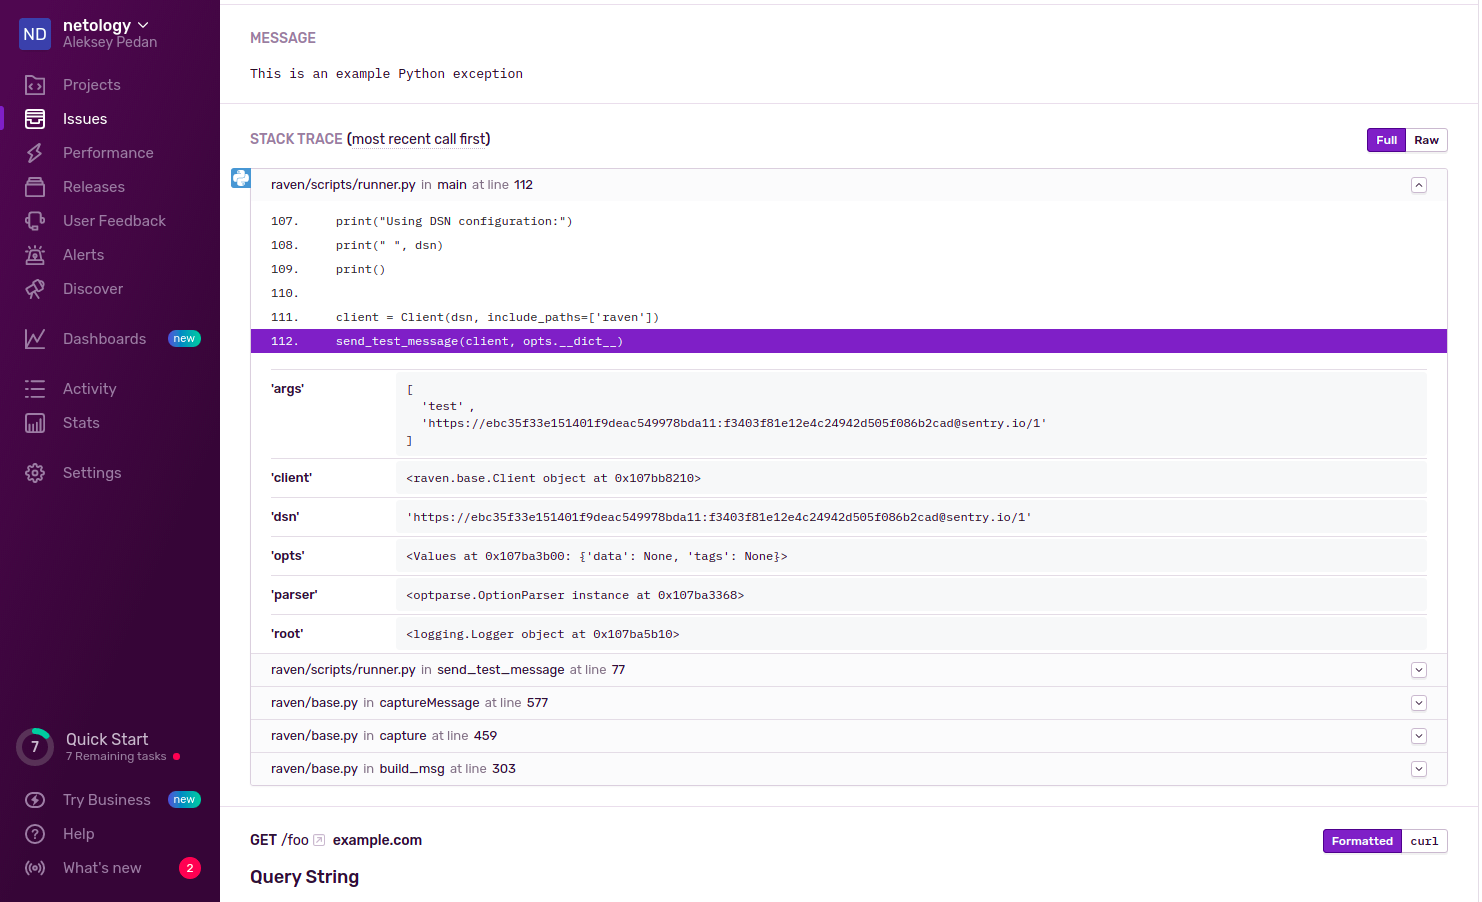 ND
netology
Aleksey Pedan
Projects
Issues
Performance
Releases
User Feedback
Alerts
Discover
Dashboards new
Activity
Stats
Settings
7
Quick Start
7 Remaining tasks
Try Business new
Help
What's new 2
MESSAGE
This is an example Python exception
STACK TRACE (most recent call first)
Full Raw
raven/scripts/runner.py in main at line 112
107. print("Using DSN configuration:")
108. print(" ", dsn)
109. print()
110.
111. client = Client(dsn, include_paths=['raven'])
112. send_test_message(client, opts.__dict__)
'args' [
'test' ,
'https://ebc35f33e151401f9deac549978bda11:f3403f81e12e4c24942d505f086b2cad@sentry.io/1'
]
'client' <raven.base.Client object at 0x107bb8210>
'dsn' 'https://ebc35f33e151401f9deac549978bda11:f3403f81e12e4c24942d505f086b2cad@sentry.io/1'
'opts' <Values at 0x107ba3b00: {'data': None, 'tags': None}>
'parser' <optparse.OptionParser instance at 0x107ba3368>
'root' <logging.Logger object at 0x107ba5b10>
raven/scripts/runner.py in send_test_message at line 77
raven/base.py in captureMessage at line 577
raven/base.py in capture at line 459
raven/base.py in build_msg at line 303
GET /foo example.com
Formatted curl
Query String